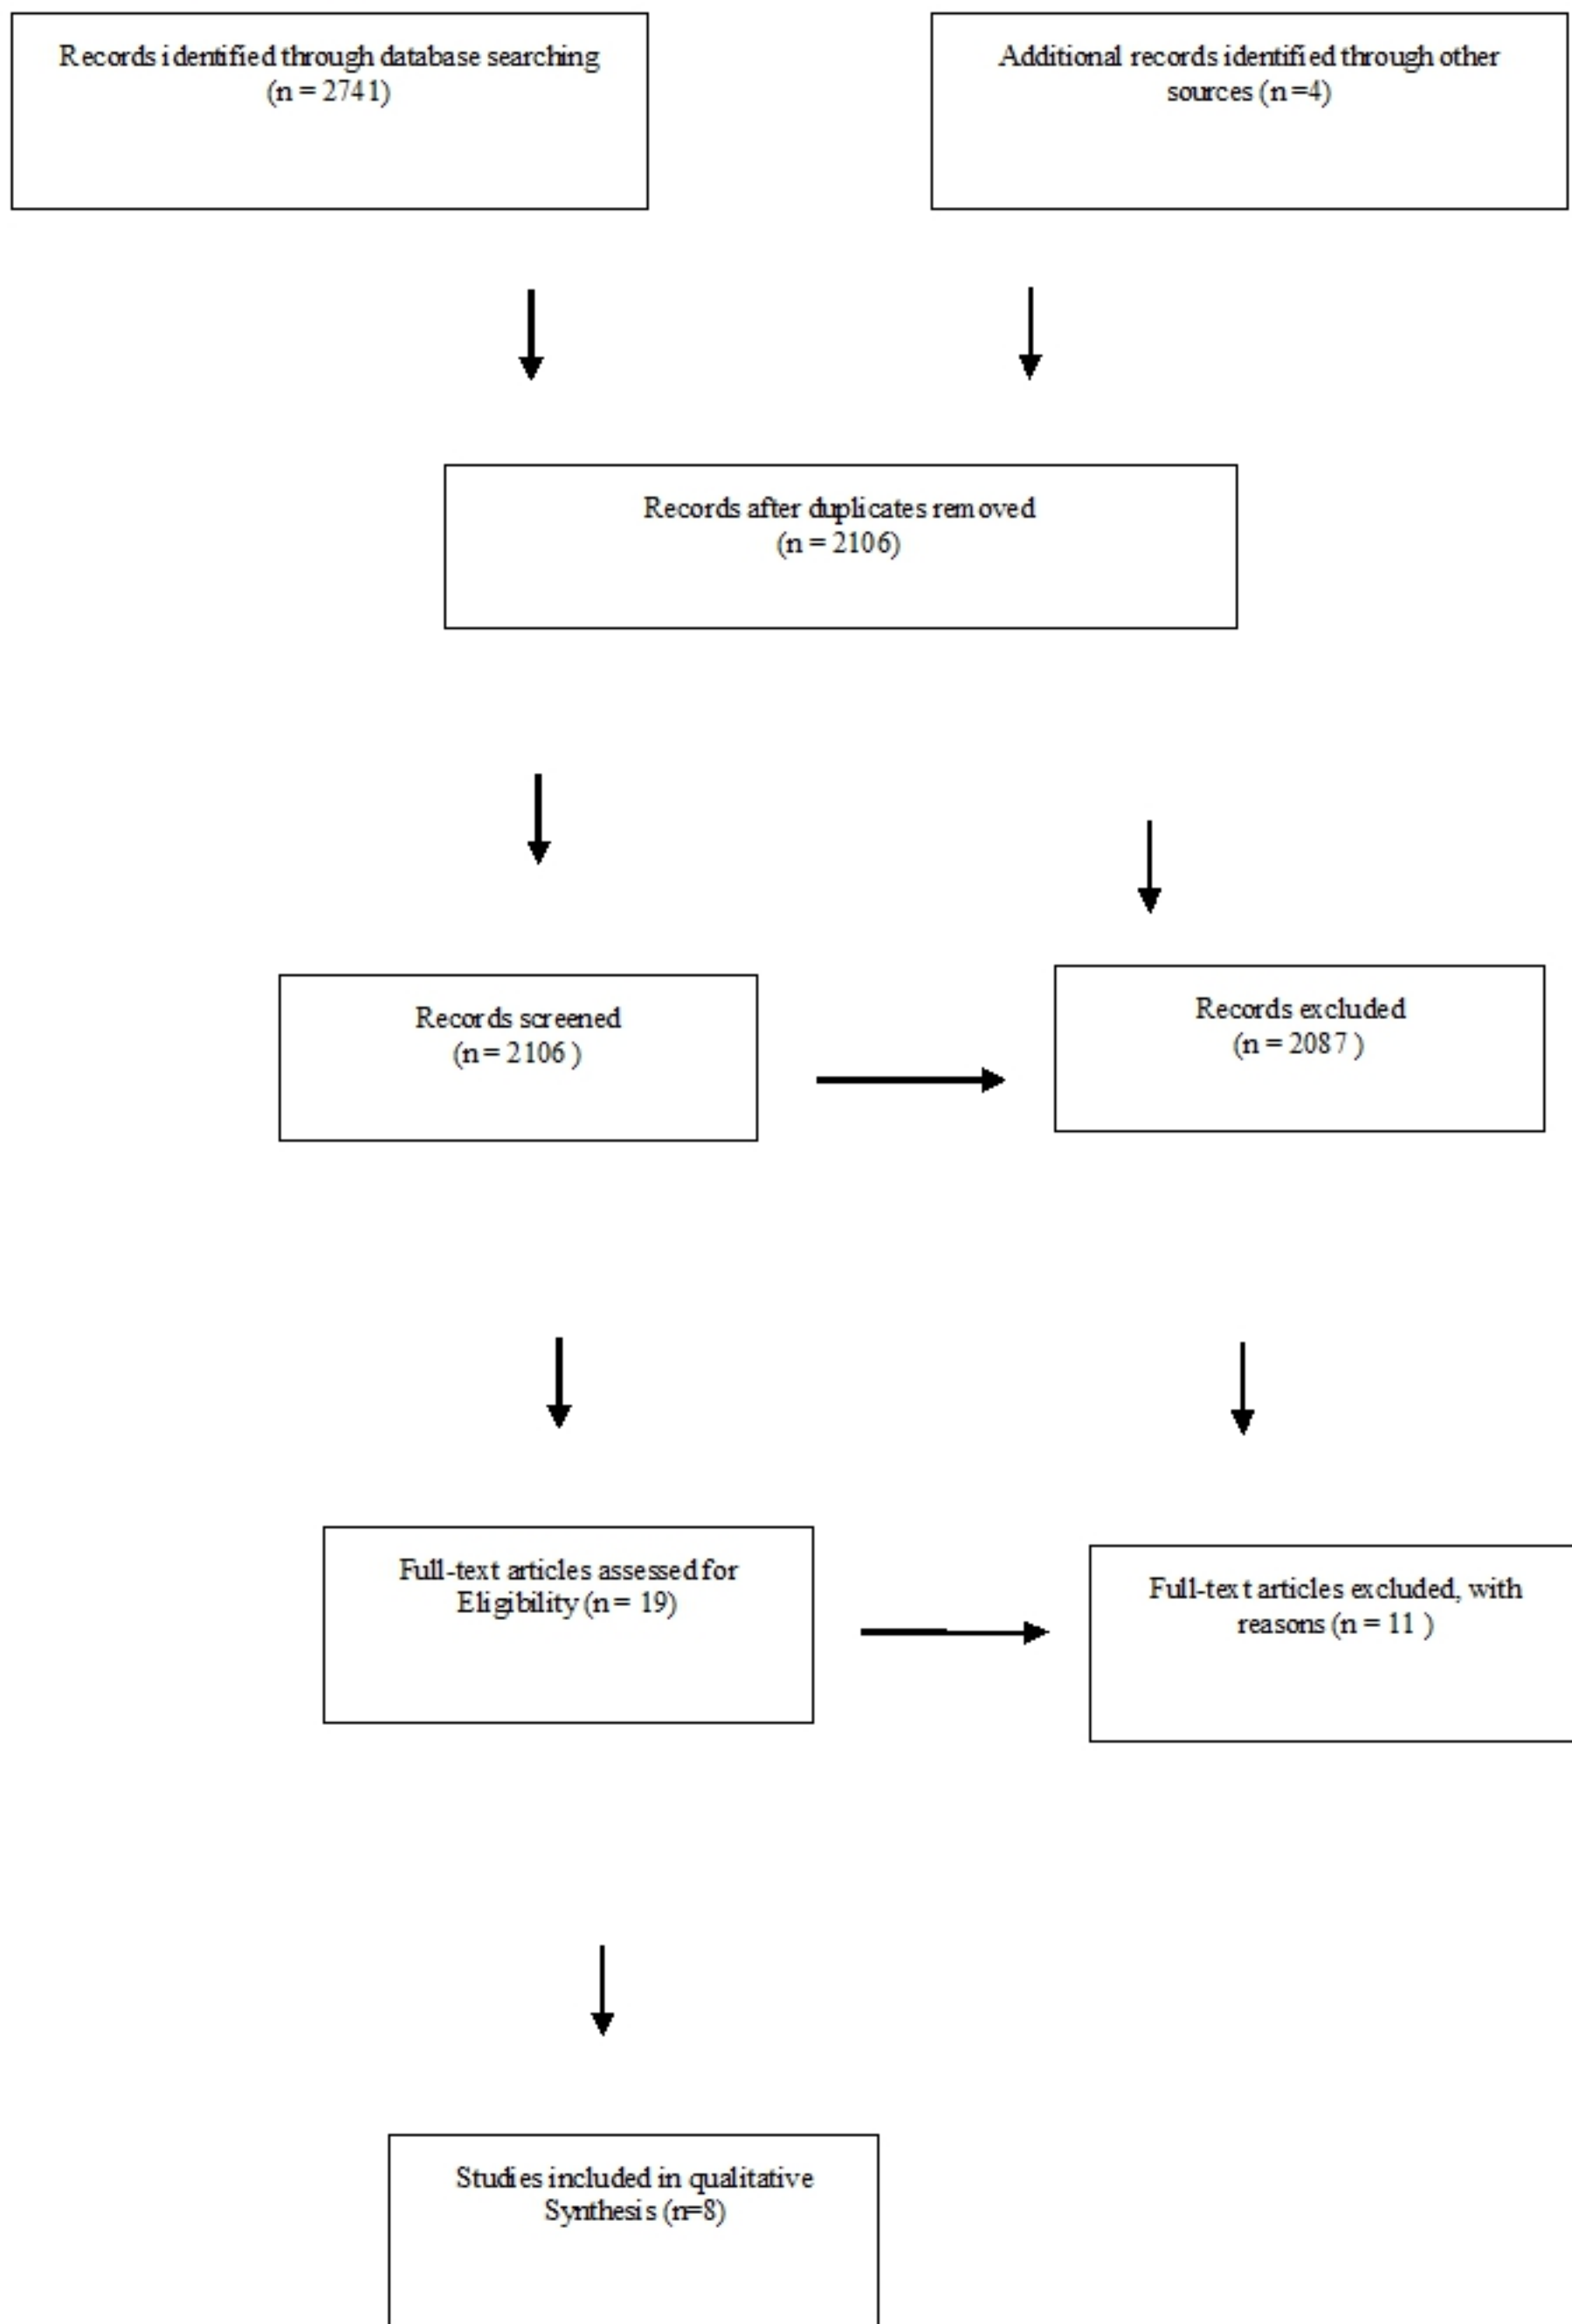 Records identified through database searching
(n = 2741)
Additional records identified through other
sources (n =4)
Records after duplicates removed
(n = 2106)
Records screened
(n = 2106 )
Records excluded
(n = 2087 )
Full-text articles assessed for
Eligibility (n = 19)
Full-text articles excluded, with
reasons (n = 11 )
Studies included in qualitative
Synthesis (n=8)